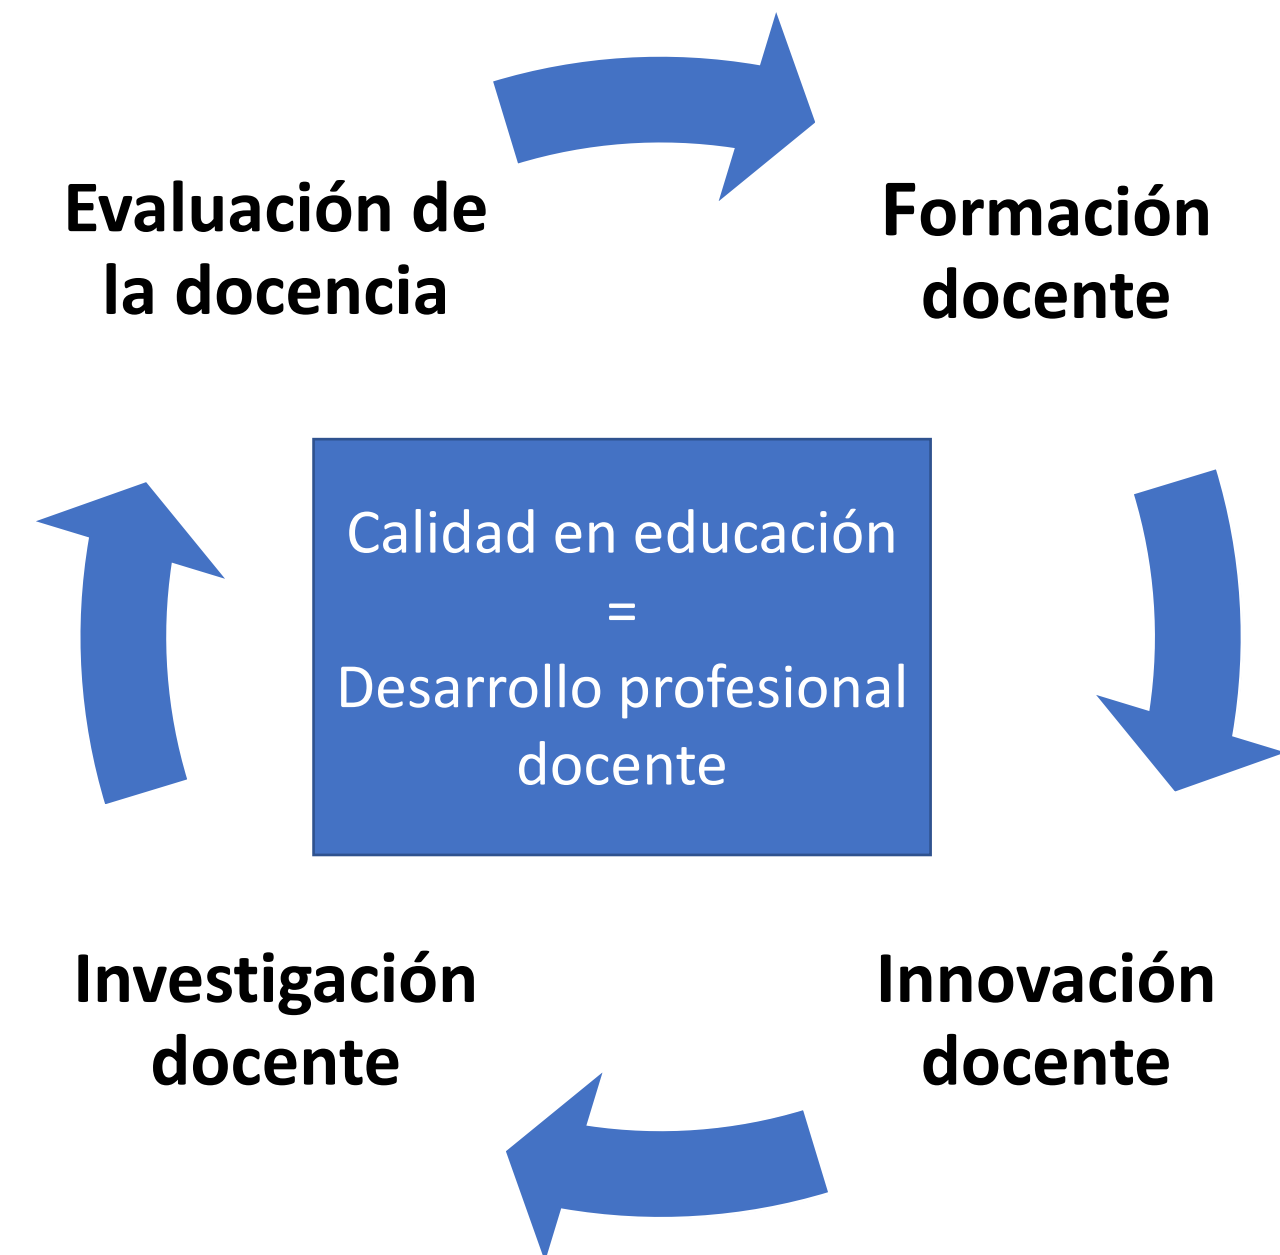 Evaluación de
la docencia
Formación
docente
Calidad en educación
=
Desarrollo profesional
docente
Investigación
docente
Innovación
docente